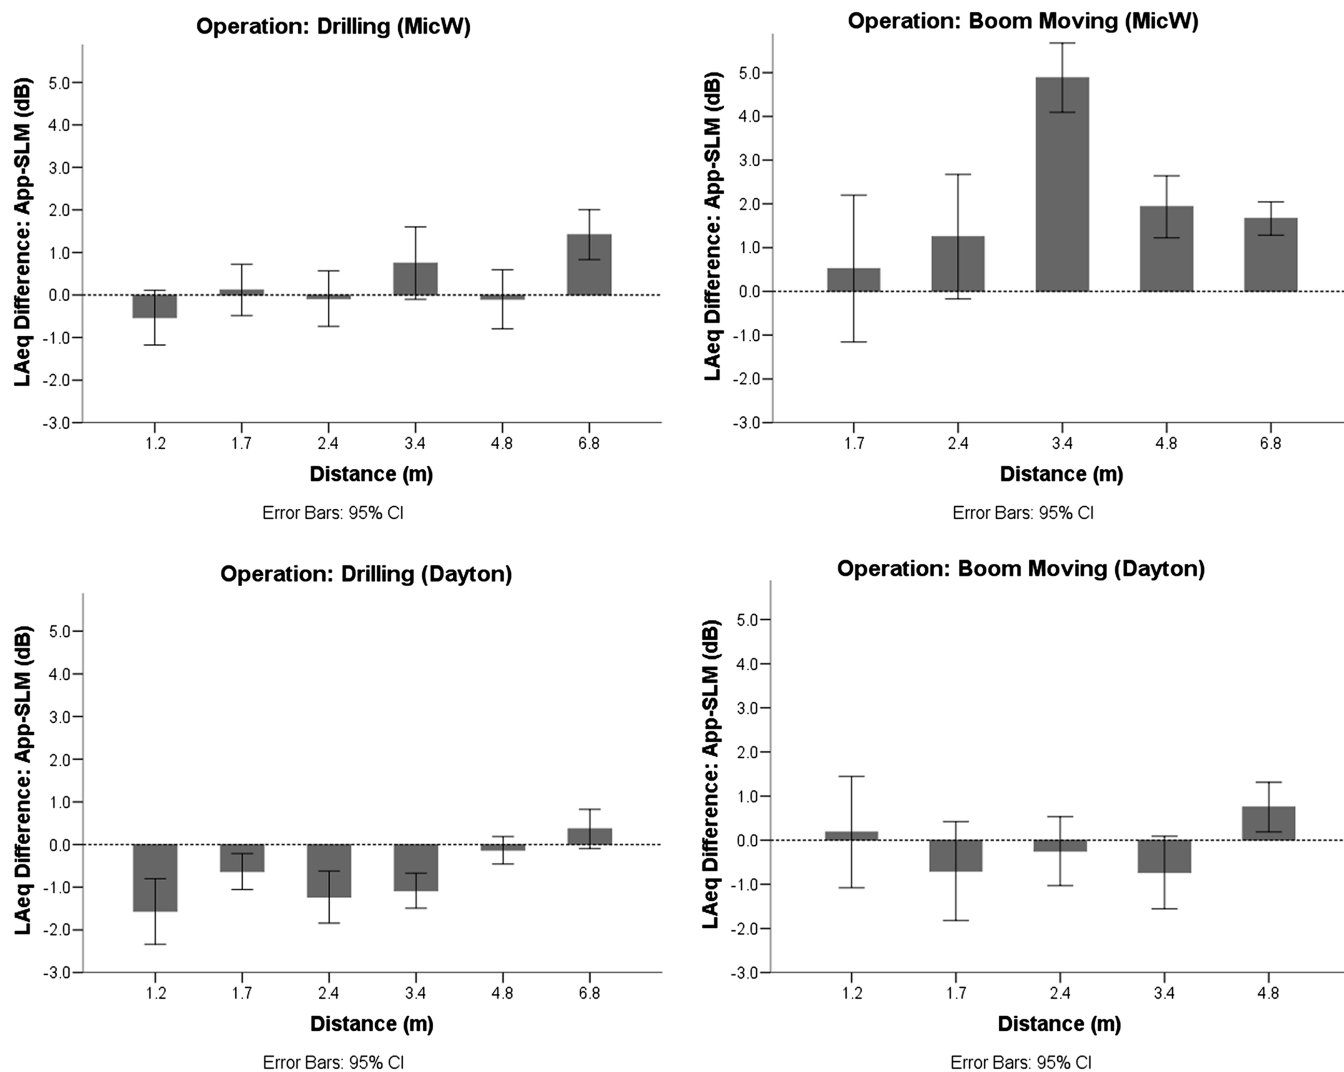 Operation: Drilling (MicW)
LAeq Difference: App-SLM (dB)
5.0
4.0
3.0
2.0
1.0
0.0
-1.0
-2.0
-3.0
1.2 1.7 2.4 3.4 4.8 6.8
Distance (m)
Error Bars: 95% CI
Operation: Boom Moving (MicW)
LAeq Difference: App-SLM (dB)
5.0
4.0
3.0
2.0
1.0
0.0
-1.0
-2.0
-3.0
1.7 2.4 3.4 4.8 6.8
Distance (m)
Error Bars: 95% CI
Operation: Drilling (Dayton)
LAeq Difference: App-SLM (dB)
5.0
4.0
3.0
2.0
1.0
0.0
-1.0
-2.0
-3.0
1.2 1.7 2.4 3.4 4.8 6.8
Distance (m)
Error Bars: 95% CI
Operation: Boom Moving (Dayton)
LAeq Difference: App-SLM (dB)
5.0
4.0
3.0
2.0
1.0
0.0
-1.0
-2.0
-3.0
1.2 1.7 2.4 3.4 4.8
Distance (m)
Error Bars: 95% CI